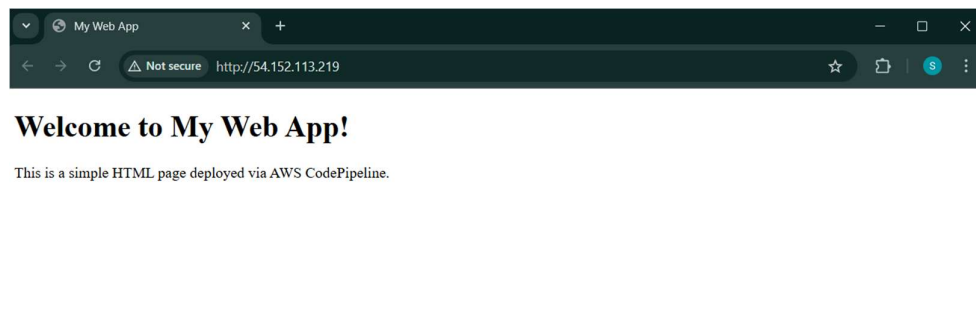 My Web App
Not secure
http://54.152.113.219
S
Welcome to My Web App!
This is a simple HTML page deployed via AWS CodePipeline.